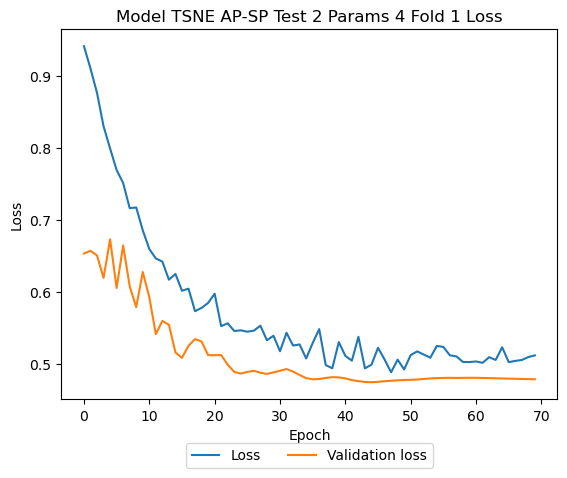 Model TSNE AP-SP Test 2 Params 4 Fold 1 Loss
0.9
0.8
0.7
0.6
0.5
Loss
0 10 20 30 40 50 60 70
Epoch
Loss Validation loss